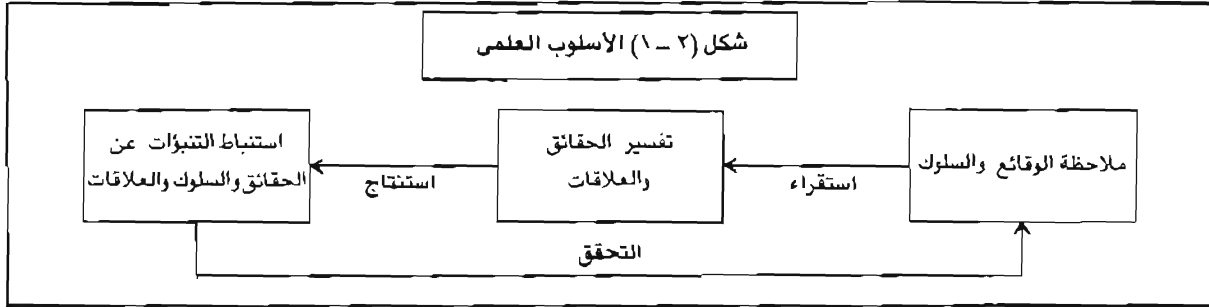 شكل (٢ – ١) الأسلوب العلمى
ملاحظة الوقائع والسلوك
استقراء
تفسير الحقائق
والعلاقات
استنتاج
استنباط التنبؤات عن
الحقائق والسلوك والعلاقات
التحقق